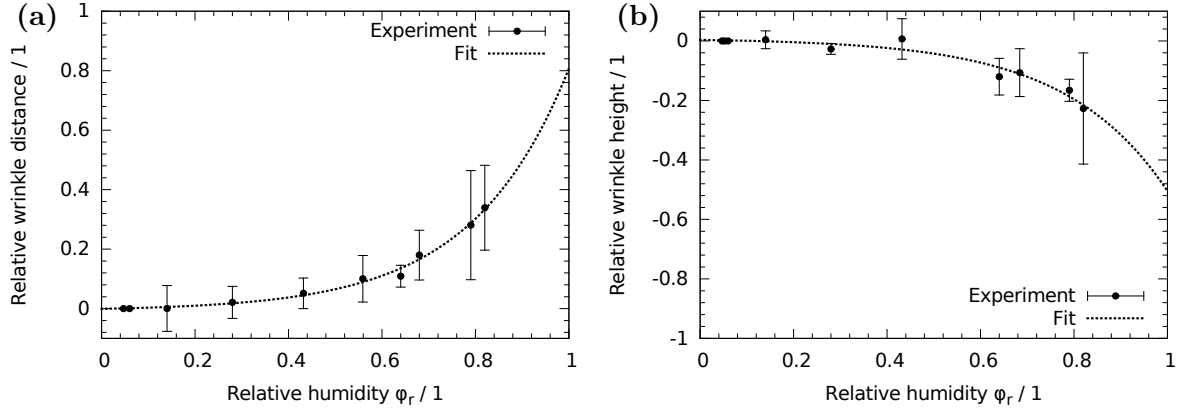 (a)
Relative wrinkle distance / 1
1
0.8
0.6
0.4
0.2
0
0 0.2 0.4 0.6 0.8 1
Relative humidity φ_r / 1
Experiment
Fit
(b)
Relative wrinkle height / 1
0
-0.2
-0.4
-0.6
-0.8
-1
0 0.2 0.4 0.6 0.8 1
Relative humidity φ_r / 1
Experiment
Fit